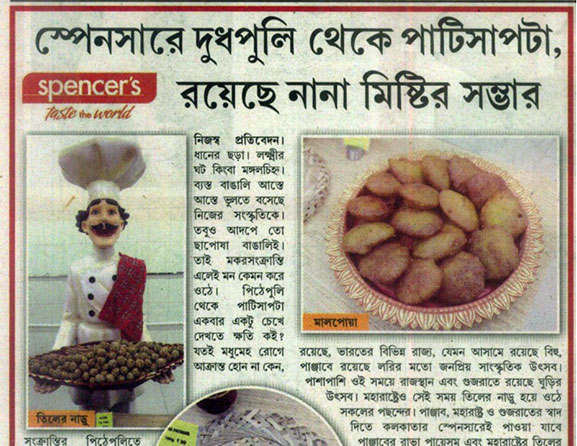 স্পেনসারে দুধপুলি থেকে পাটিসাপটা,
রয়েছে নানা মিষ্টির সম্ভার
spencer's
taste the world
নিজস্ব প্রতিবেদন।
ধানের ছড়া। লক্ষ্মীর
ঘট কিংবা মঙ্গলচিহ্ন।
ব্যস্ত বাঙালি আস্তে
আস্তে ভুলতে বসেছে
নিজের সংস্কৃতিকে।
তবুও আদপে তো
ছাপোষা বাঙালিই।
তাই মকরসংক্রান্তি
এলেই মন কেমন করে
ওঠে। পিঠেপুলি
থেকে পাটিসাপটা
একবার একটু চেখে
দেখতে ক্ষতি কই?
যতই মধুমেহ রোগে
আক্রান্ত হোন না কেন,
তিলের নাড়ু
সংক্রান্তির পিঠেপুলিতে
মালপোয়া
রয়েছে, ভারতের বিভিন্ন রাজ্য, যেমন আসামে রয়েছে বিহু,
পাঞ্জাবে রয়েছে লরির মতো জনপ্রিয় সাংস্কৃতিক উৎসব।
পাশাপাশি ওই সময়ে রাজস্থান এবং গুজরাতে রয়েছে ঘুড়ির
উৎসব। মহারাষ্ট্রেও সেই সময় তিলের নাড়ু হয়ে ওঠে
সকলের পছন্দের। পাঞ্জাব, মহারাষ্ট্র ও গুজরাতের স্বাদ
দিতে কলকাতার স্পেনসারেই পাওয়া যাবে
পাঞ্জাবের রাভা পায়েস এবং মহারাষ্ট্রের তিলের